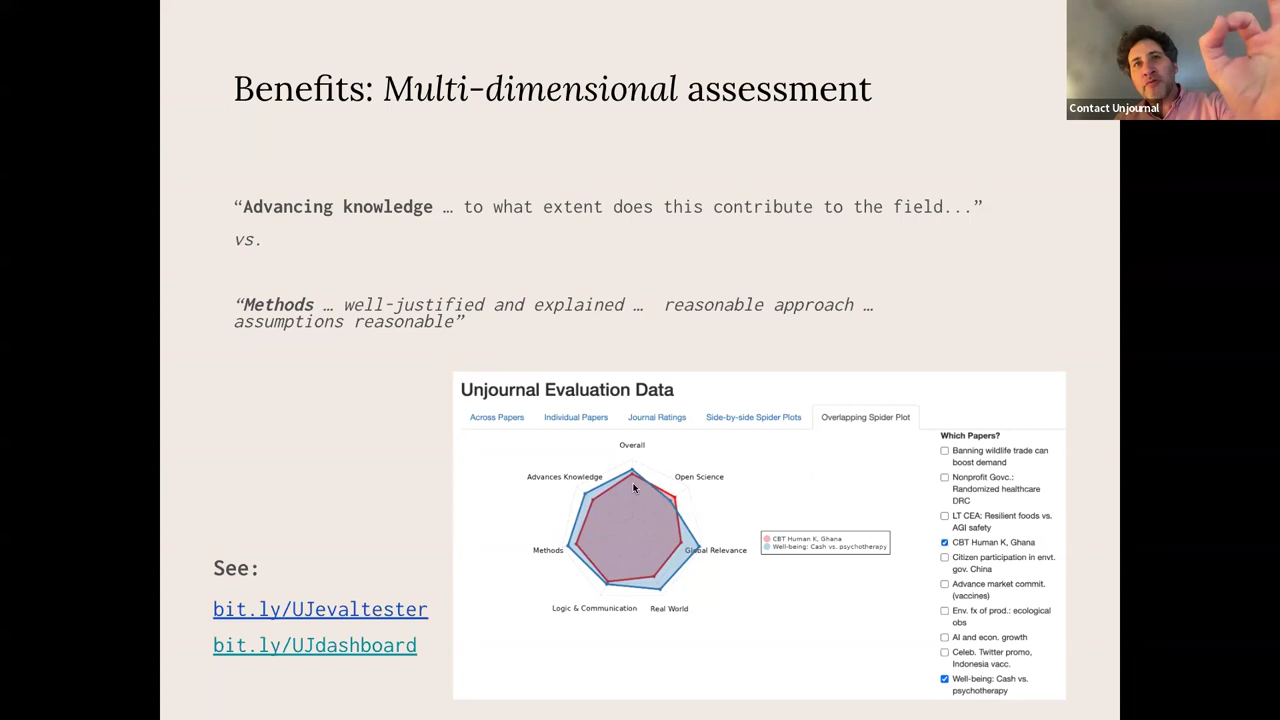 Contact Unjournal
Benefits: Multi-dimensional assessment
“Advancing knowledge … to what extent does this contribute to the field...”
vs.
“Methods … well-justified and explained … reasonable approach …
assumptions reasonable”
See:
bit.ly/UJevaltester
bit.ly/UJdashboard
Unjournal Evaluation Data
Across Papers
Individual Papers
Journal Ratings
Side-by-side Spider Plots
Overlapping Spider Plot
Overall
Advances Knowledge
Open Science
Methods
Global Relevance
Logic & Communication
Real World
CBT Human K, Ghana
Well-being: Cash vs. psychotherapy
Which Papers?
Banning wildlife trade can
boost demand
Nonprofit Govc.:
Randomized healthcare
DRC
LT CEA: Resilient foods vs.
AGI safety
CBT Human K, Ghana
Citizen participation in envt.
gov. China
Advance market commit.
(vaccines)
Env. fx of prod.: ecological
obs
AI and econ. growth
Celeb. Twitter promo,
Indonesia vacc.
Well-being: Cash vs.
psychotherapy